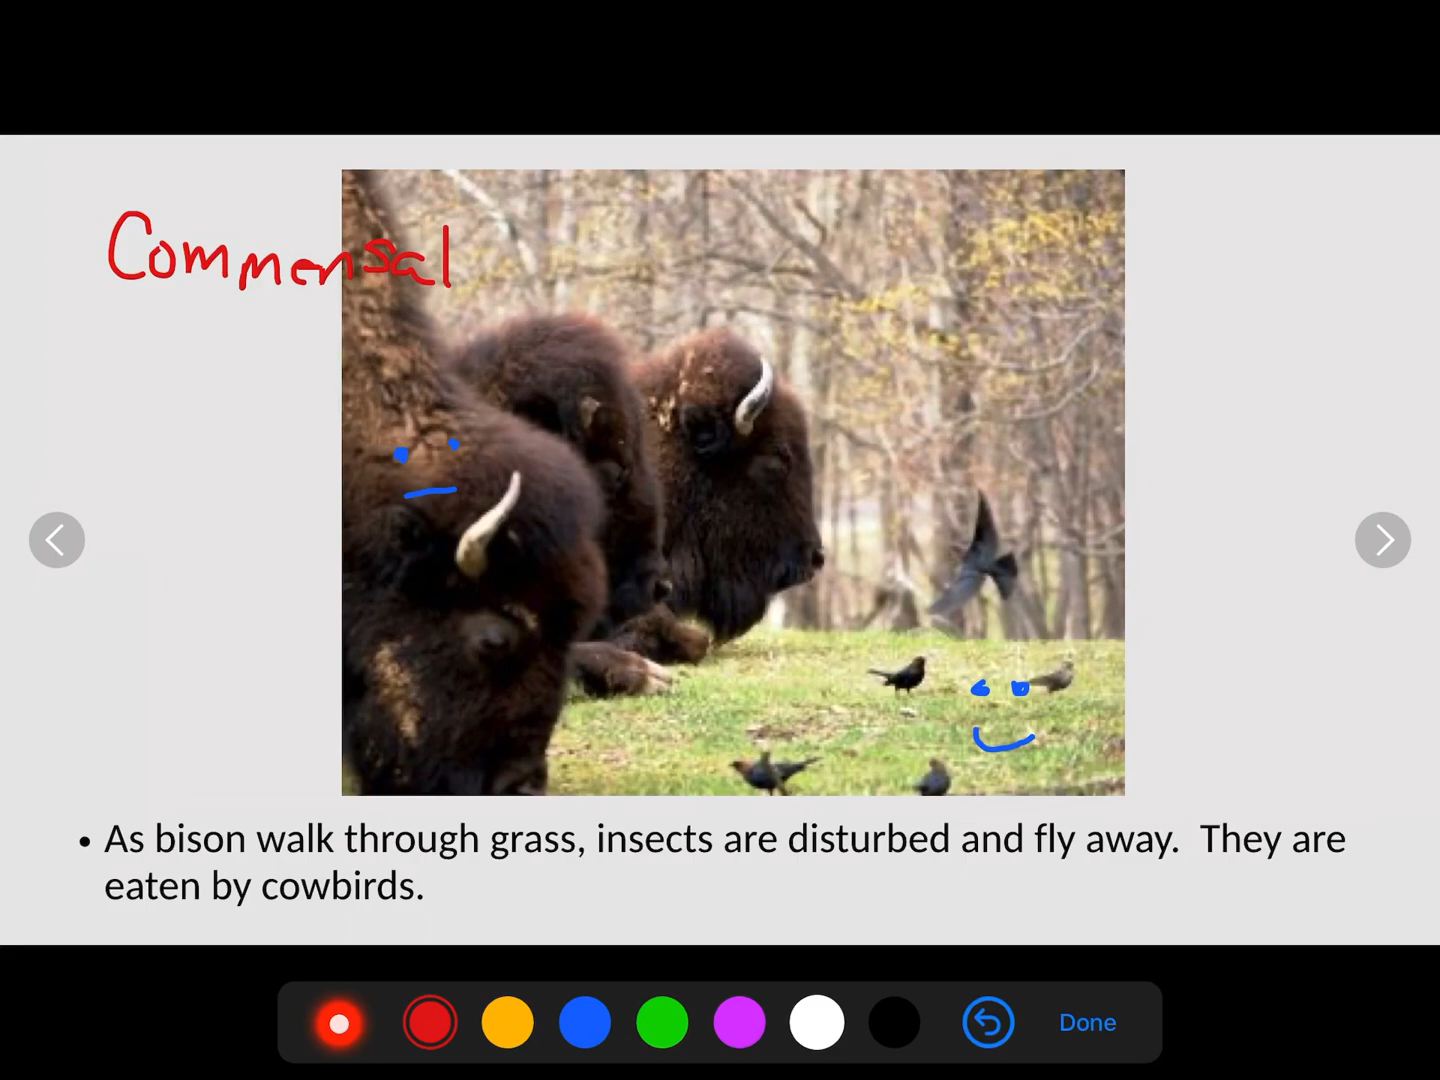 Commensal
• As bison walk through grass, insects are disturbed and fly away.  They are
eaten by cowbirds.
Done